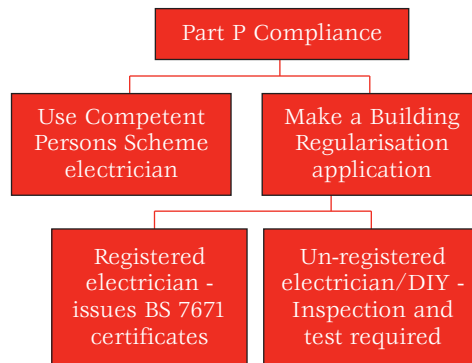 Part P Compliance
Use Competent
Persons Scheme
electrician
Make a Building
Regularisation
application
Registered
electrician -
issues BS 7671
certificates
Un-registered
electrician/DIY -
Inspection and
test required